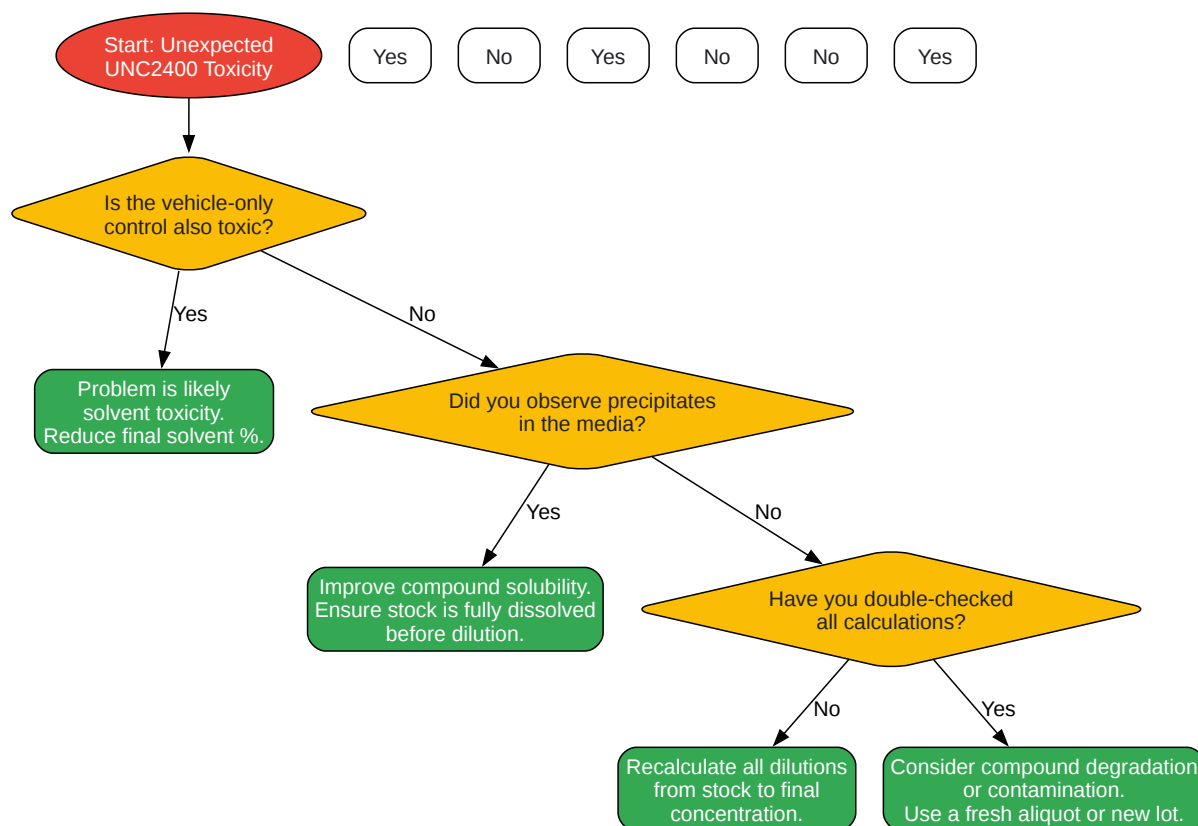 Start: Unexpected
UNC2400 Toxicity
Yes
No
Yes
No
No
Yes
Is the vehicle-only
control also toxic?
Yes
No
Problem is likely
solvent toxicity.
Reduce final solvent %.
Did you observe precipitates
in the media?
Yes
No
Improve compound solubility.
Ensure stock is fully dissolved
before dilution.
Have you double-checked
all calculations?
No
Yes
Recalculate all dilutions
from stock to final
concentration.
Consider compound degradation
or contamination.
Use a fresh aliquot or new lot.